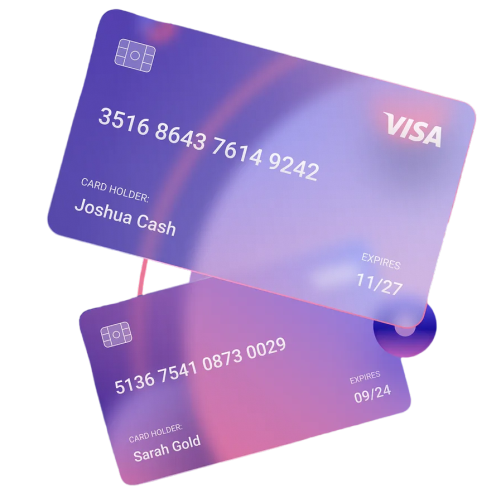 VISA
3516 8643 7614 9242
CARD HOLDER:
Joshua Cash
EXPIRES
11/27
5136 7541 0873 0029
EXPIRES
09/24
CARD HOLDER:
Sarah Gold